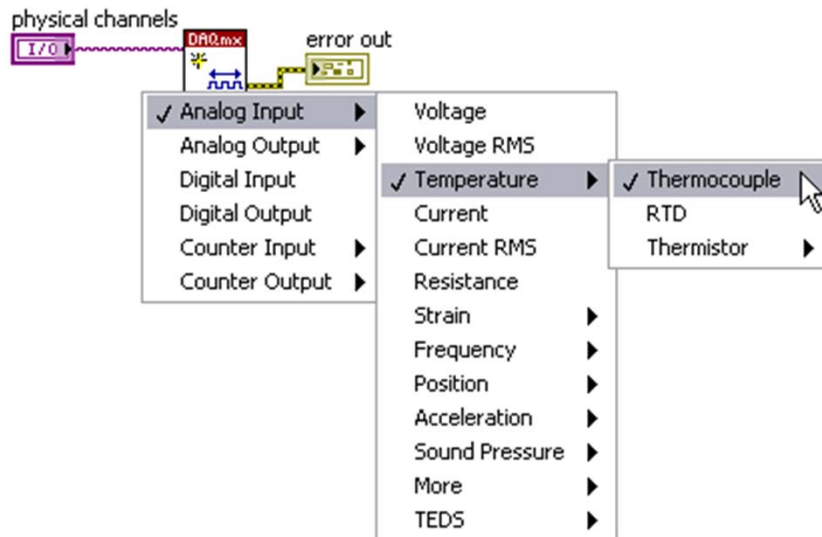 physical channels
I/O
DAQmx
error out
Analog Input
Analog Output
Digital Input
Digital Output
Counter Input
Counter Output
Voltage
Voltage RMS
Temperature
Current
Current RMS
Resistance
Strain
Frequency
Position
Acceleration
Sound Pressure
More
TEDS
Thermocouple
RTD
Thermistor